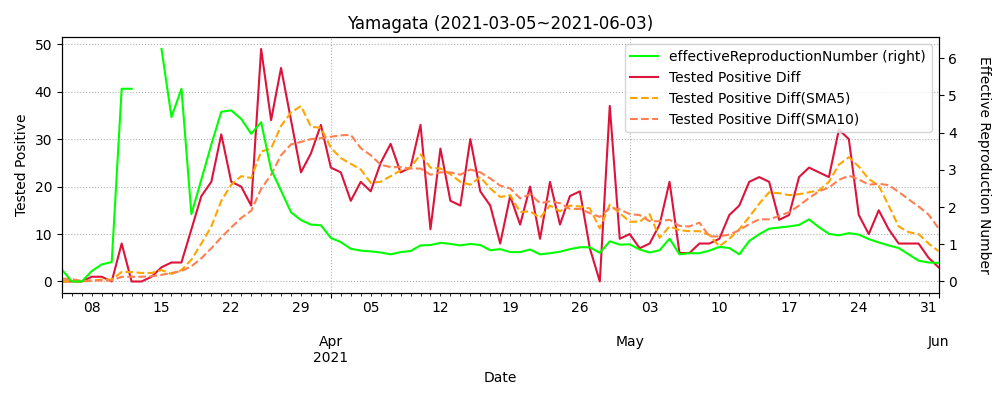 Yamagata (2021-03-05~2021-06-03)
effectiveReproductionNumber (right)
Tested Positive Diff
Tested Positive Diff(SMA5)
Tested Positive Diff(SMA10)
Tested Positive
50
40
30
20
10
0
Effective Reproduction Number
6
5
4
3
2
1
0
08 15 22 29 05 12 19 26 03 10 17 24 31
Apr May Jun
2021
Date